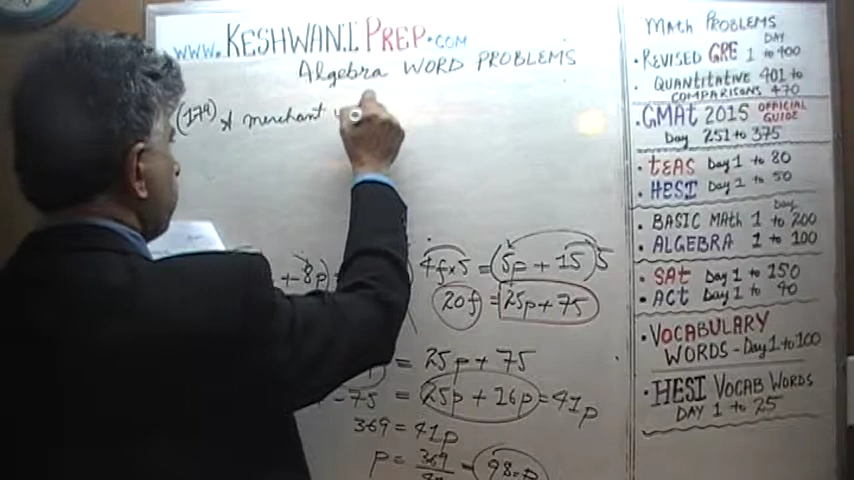 www.KESHWANI PREP.COM
Algebra WORD PROBLEMS
(179) A merchant
+ 8p)
4f×5 = (5p + 15)5
20f = 25p + 75
= 25p + 75
-75 = 25p + 16p = 41p
369 = 41p
p = 369
98 = p
MATH PROBLEMS
DAY
• REVISED GRE 1 to 400
• QUANTITATIVE 401 to
COMPARISONS 470
• GMAT 2015 OFFICIAL GUIDE
Day 251 to 375
• TEAS Day 1 to 80
• HESI Day 1 to 50
Day
• BASIC MATH 1 to 200
• ALGEBRA 1 to 100
• SAT Day 1 to 150
• ACT Day 1 to 40
• VOCABULARY
WORDS - Day 1 to 100
• HESI VOCAB WORDS
DAY 1 to 25